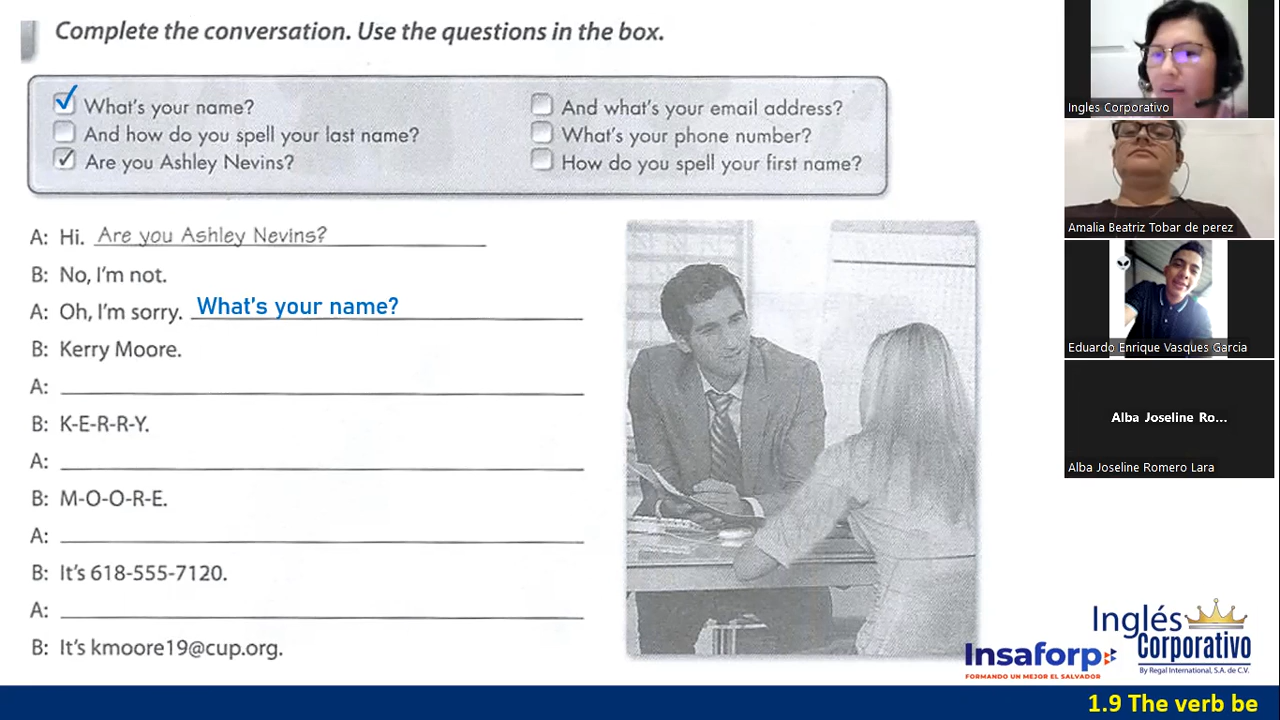 Complete the conversation. Use the questions in the box.
What's your name?
And how do you spell your last name?
Are you Ashley Nevins?
And what's your email address?
What's your phone number?
How do you spell your first name?
A: Hi. Are you Ashley Nevins?
B: No, I'm not.
A: Oh, I'm sorry. What's your name?
B: Kerry Moore.
A:
B: K-E-R-R-Y.
A:
B: M-O-O-R-E.
A:
B: It's 618-555-7120.
A:
B: It's kmoore19@cup.org.
Ingles Corporativo
Amalia Beatriz Tobar de perez
Eduardo Enrique Vasques Garcia
Alba Joseline Ro...
Alba Joseline Romero Lara
Insaforp
FORMANDO UN MEJOR EL SALVADOR
Inglés
Corporativo
By Regal International, S.A. de C.V.
1.9 The verb be